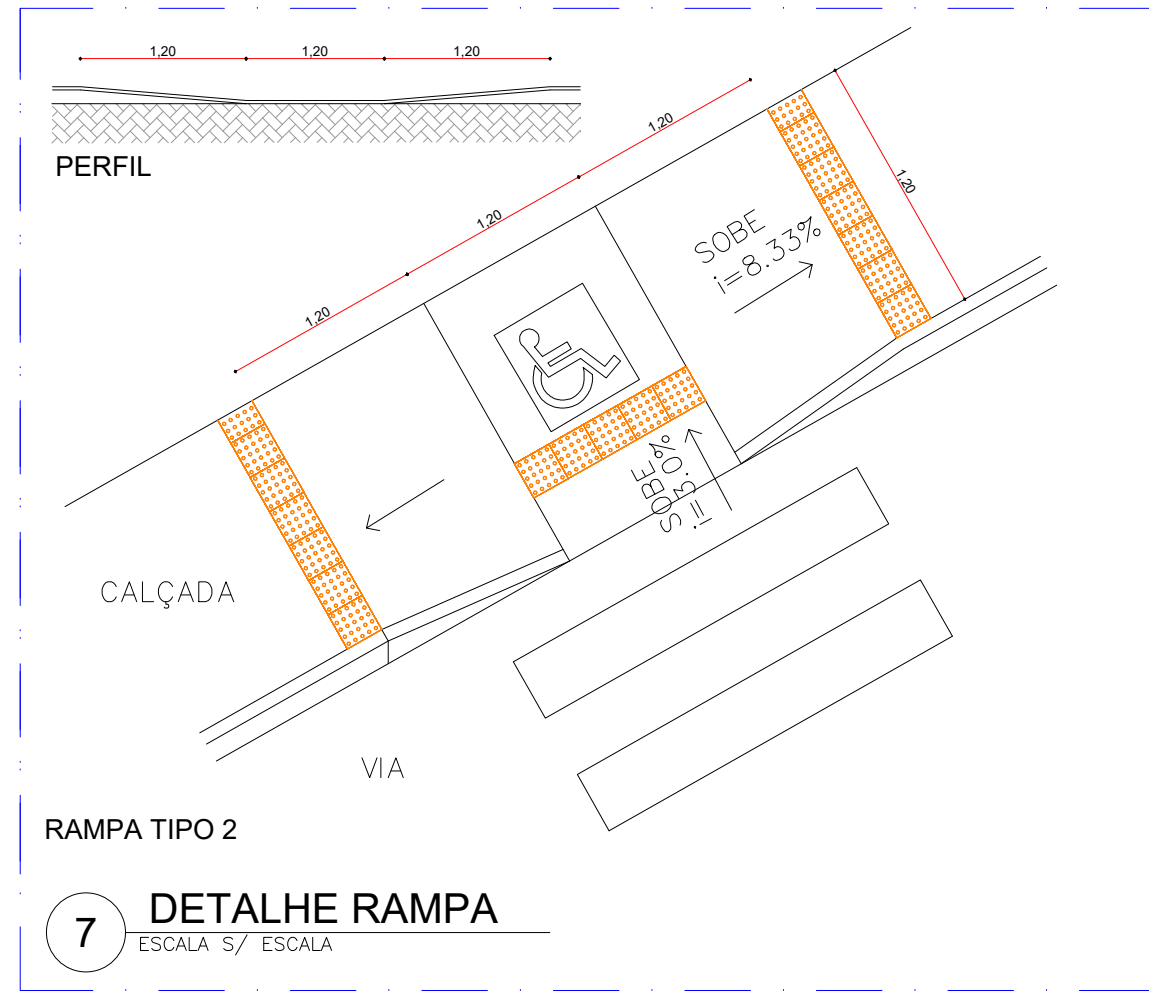 1,20
1,20
1,20
PERFIL
1,20
1,20
1,20
1,20
SOBE
i=8.33%
SOBE
i=3.0%
CALÇADA
VIA
RAMPA TIPO 2
7
DETALHE RAMPA
ESCALA S/ ESCALA